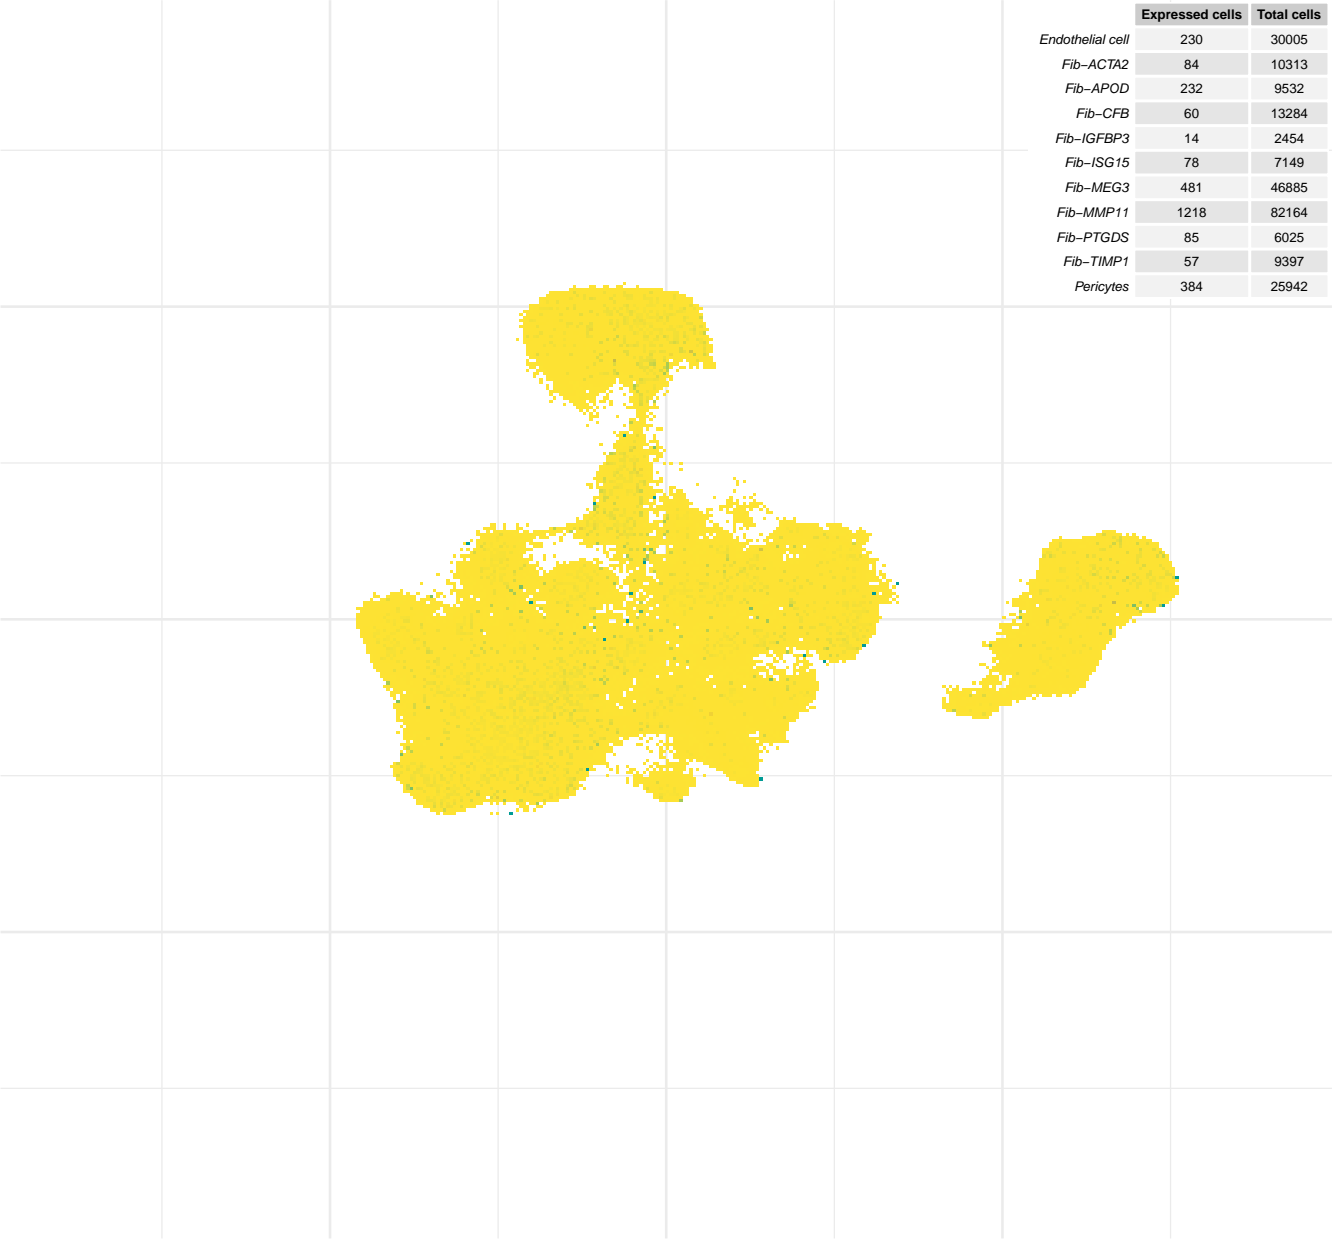 Expressed cells Total cells
Endothelial cell 230 30005
Fib−ACTA2 84 10313
Fib−APOD 232 9532
Fib−CFB 60 13284
Fib−IGFBP3 14 2454
Fib−ISG15 78 7149
Fib−MEG3 481 46885
Fib−MMP11 1218 82164
Fib−PTGDS 85 6025
Fib−TIMP1 57 9397
Pericytes 384 25942